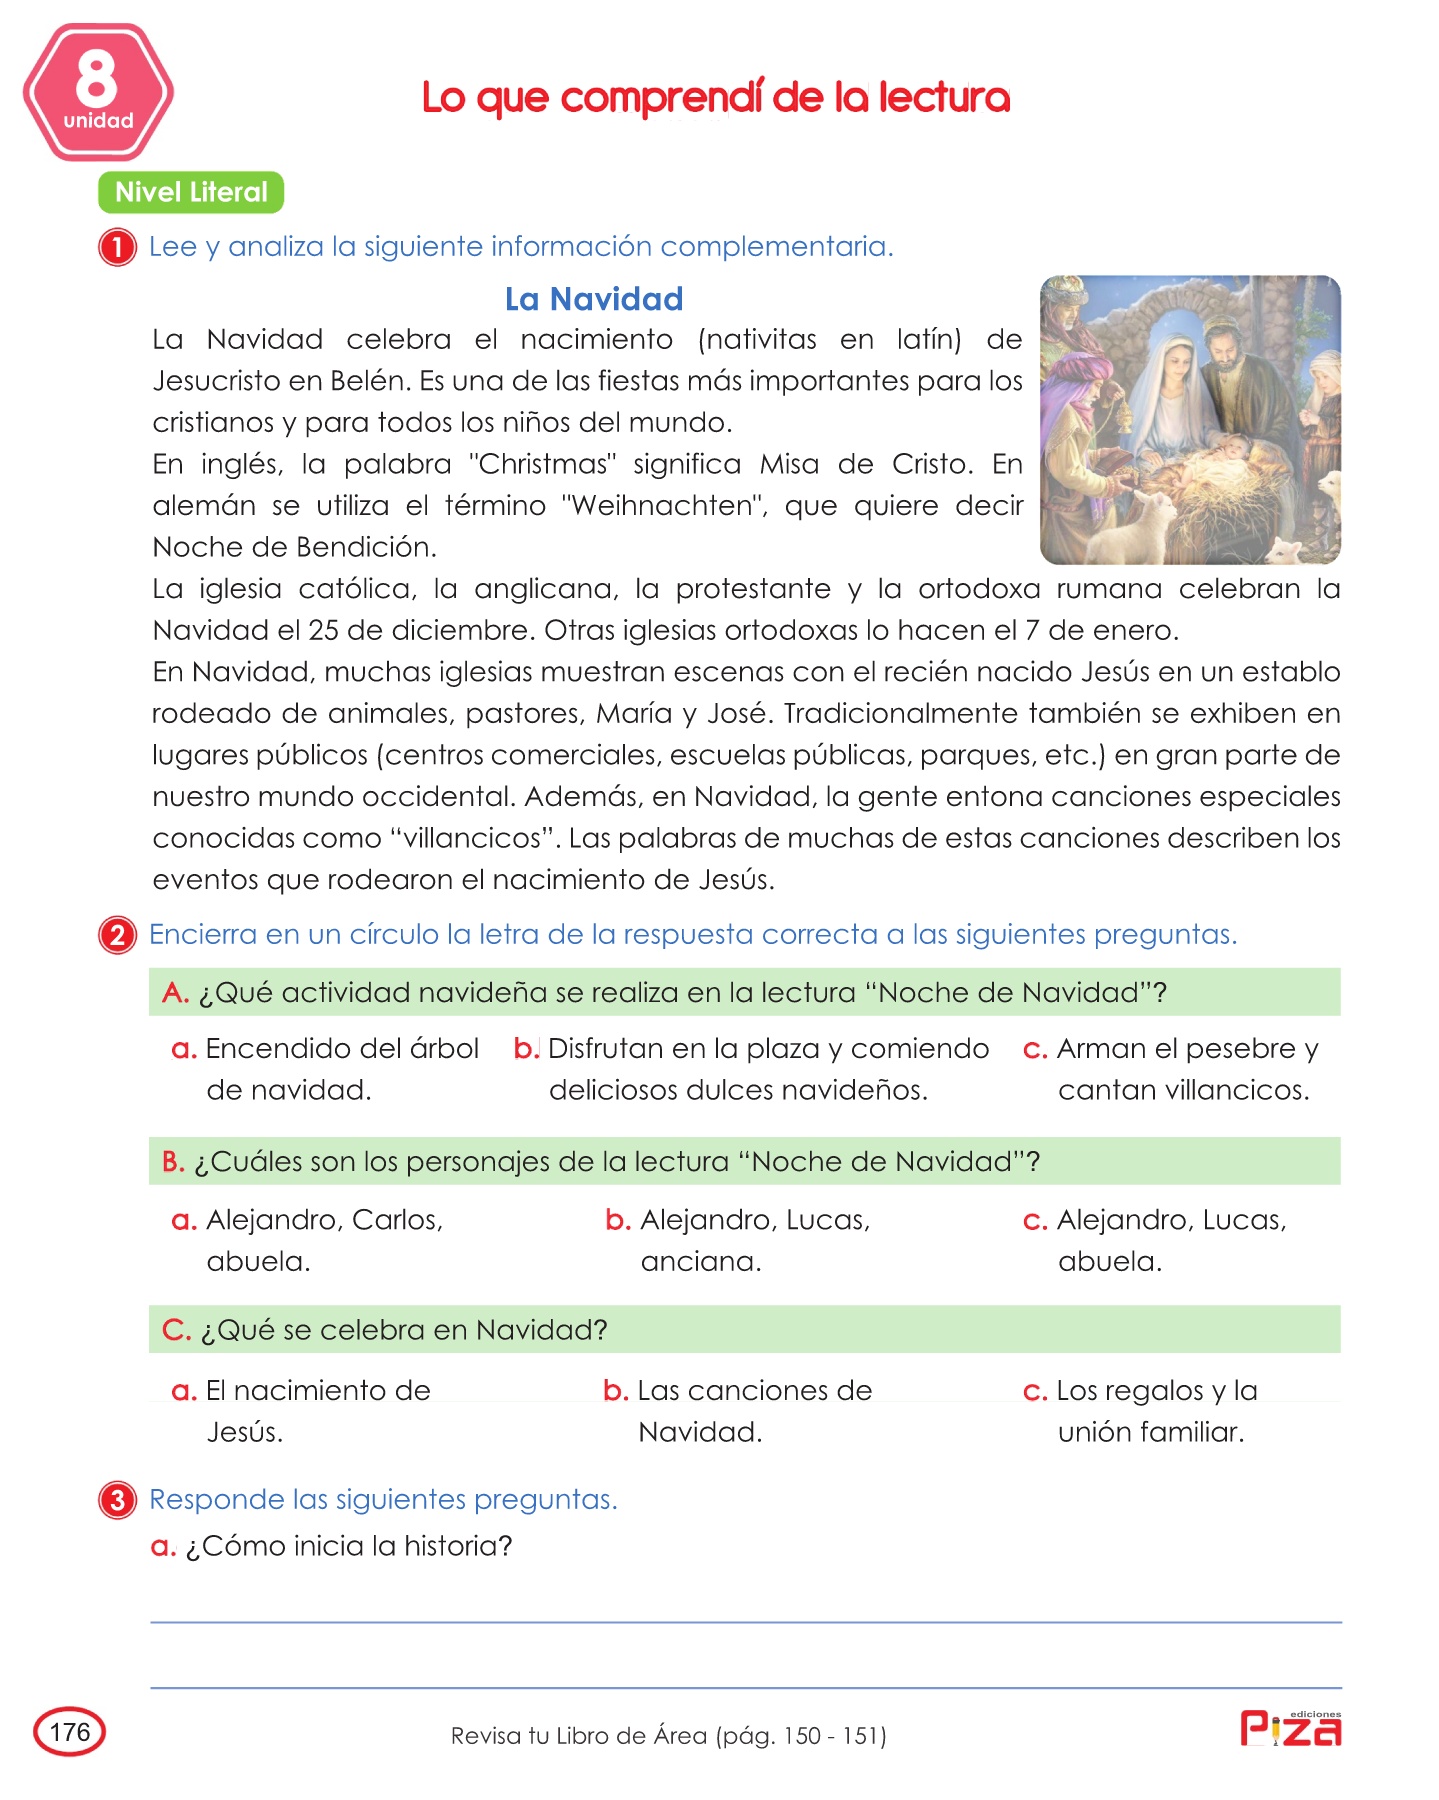 8
unidad
Lo que comprendí de la lectura
Nivel Literal
1 Lee y analiza la siguiente información complementaria.
La Navidad
La Navidad celebra el nacimiento (nativitas en latín) de
Jesucristo en Belén. Es una de las fiestas más importantes para los
cristianos y para todos los niños del mundo.
En inglés, la palabra "Christmas" significa Misa de Cristo. En
alemán se utiliza el término "Weihnachten", que quiere decir
Noche de Bendición.
La iglesia católica, la anglicana, la protestante y la ortodoxa rumana celebran la
Navidad el 25 de diciembre. Otras iglesias ortodoxas lo hacen el 7 de enero.
En Navidad, muchas iglesias muestran escenas con el recién nacido Jesús en un establo
rodeado de animales, pastores, María y José. Tradicionalmente también se exhiben en
lugares públicos (centros comerciales, escuelas públicas, parques, etc.) en gran parte de
nuestro mundo occidental. Además, en Navidad, la gente entona canciones especiales
conocidas como “villancicos”. Las palabras de muchas de estas canciones describen los
eventos que rodearon el nacimiento de Jesús.
2 Encierra en un círculo la letra de la respuesta correcta a las siguientes preguntas.
A. ¿Qué actividad navideña se realiza en la lectura “Noche de Navidad”?
a. Encendido del árbol
de navidad.
b. Disfrutan en la plaza y comiendo
deliciosos dulces navideños.
c. Arman el pesebre y
cantan villancicos.
B. ¿Cuáles son los personajes de la lectura “Noche de Navidad”?
a. Alejandro, Carlos,
abuela.
b. Alejandro, Lucas,
anciana.
c. Alejandro, Lucas,
abuela.
C. ¿Qué se celebra en Navidad?
a. El nacimiento de
Jesús.
b. Las canciones de
Navidad.
c. Los regalos y la
unión familiar.
3 Responde las siguientes preguntas.
a. ¿Cómo inicia la historia?
176
Revisa tu Libro de Área (pág. 150 - 151)
ediciones
Piza